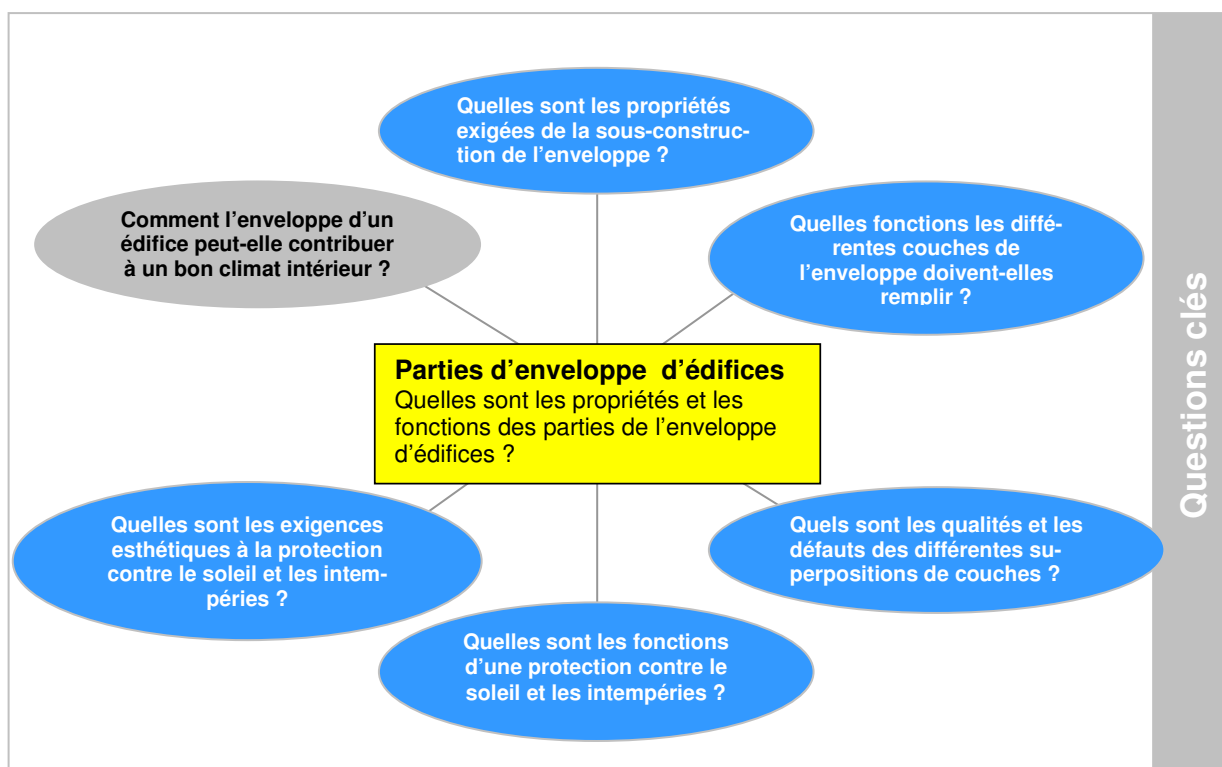 Quelles sont les propriétés
exigées de la sous-construc-
tion de l'enveloppe ?
Comment l'enveloppe d'un
édifice peut-elle contribuer
à un bon climat intérieur ?
Quelles fonctions les diffé-
rentes couches de
l'enveloppe doivent-elles
remplir ?
Parties d'enveloppe d'édifices
Quelles sont les propriétés et les
fonctions des parties de l'enveloppe
d'édifices ?
Quelles sont les exigences
esthétiques à la protection
contre le soleil et les intem-
péries ?
Quels sont les qualités et les
défauts des différentes su-
perpositions de couches ?
Quelles sont les fonctions
d'une protection contre le
soleil et les intempéries ?
Questions clés